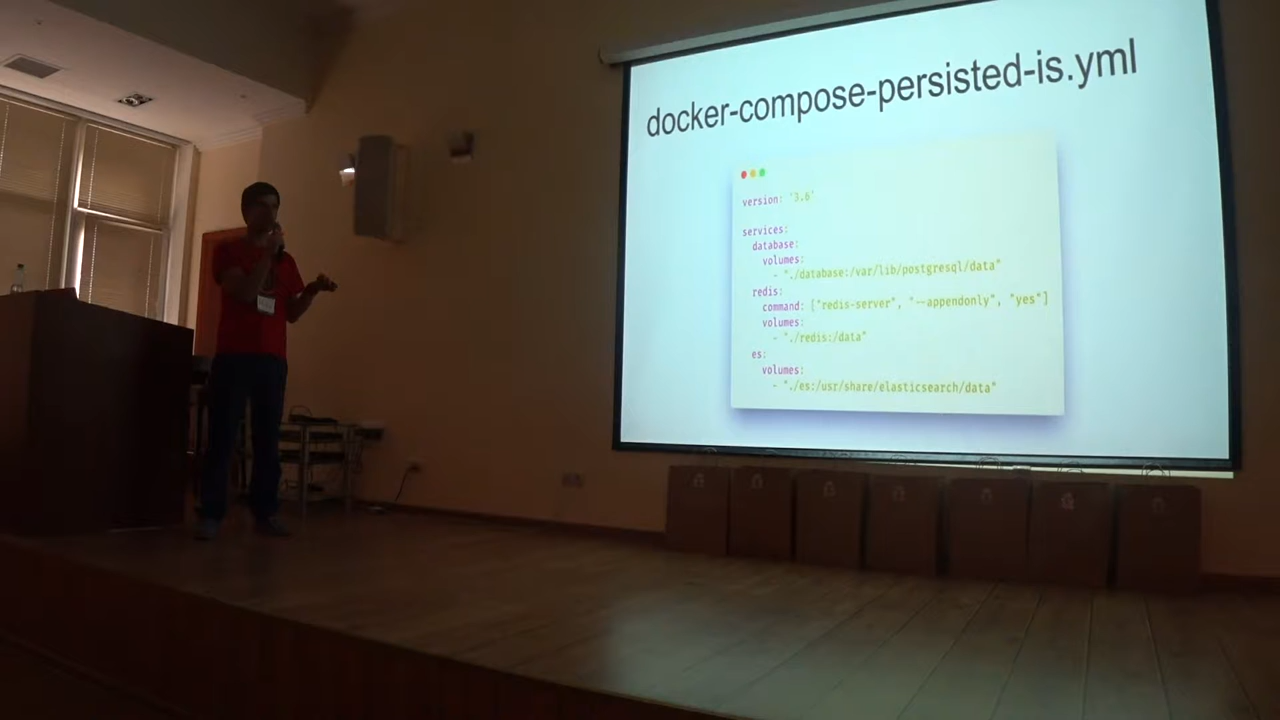 docker-compose-persisted-is.yml
version: '3.6'
services:
database:
volumes:
- "./database:/var/lib/postgresql/data"
redis:
command: ["redis-server", "--appendonly", "yes"]
volumes:
- "./redis:/data"
es:
volumes:
- "./es:/usr/share/elasticsearch/data"